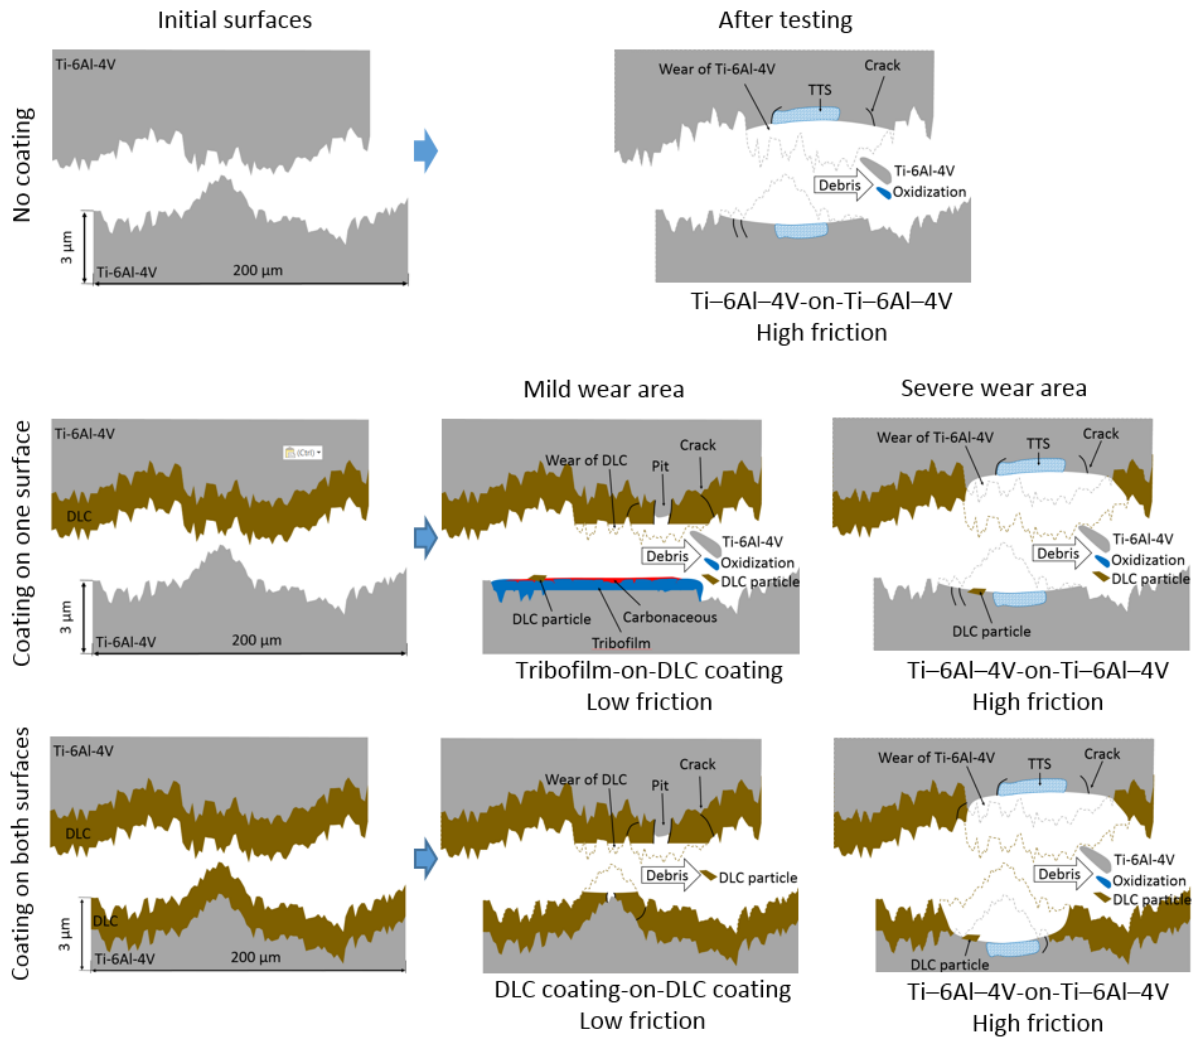 Initial surfaces
After testing
No coating
Ti-6Al-4V
3 µm
Ti-6Al-4V
200 µm
Wear of Ti-6Al-4V
Crack
TTS
Debris
Ti-6Al-4V
Oxidization
Ti–6Al–4V-on-Ti–6Al–4V
High friction
Mild wear area
Severe wear area
Coating on one surface
Ti-6Al-4V
(Ctrl)
DLC
3 µm
Ti-6Al-4V
200 µm
Wear of DLC
Pit
Crack
Debris
Ti-6Al-4V
Oxidization
DLC particle
DLC particle
Carbonaceous
Tribofilm
Tribofilm-on-DLC coating
Low friction
Wear of Ti-6Al-4V
TTS
Crack
Debris
Ti-6Al-4V
Oxidization
DLC particle
DLC particle
Ti–6Al–4V-on-Ti–6Al–4V
High friction
Coating on both surfaces
Ti-6Al-4V
DLC
DLC
3 µm
Ti-6Al-4V
200 µm
Wear of DLC
Pit
Crack
Debris
DLC particle
DLC coating-on-DLC coating
Low friction
Wear of Ti-6Al-4V
TTS
Crack
Debris
Ti-6Al-4V
Oxidization
DLC particle
DLC particle
Ti–6Al–4V-on-Ti–6Al–4V
High friction